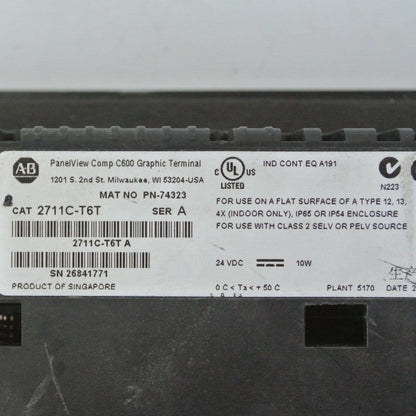 AB
PanelView Comp C600 Graphic Terminal
1201 S. 2nd St. Milwaukee, WI 53204-USA
MAT NO PN-74323
CAT 2711C-T6T SER A
2711C-T6T A
SN 26841771
PRODUCT OF SINGAPORE
c UL us
LISTED
IND CONT EQ A191
N223
FOR USE ON A FLAT SURFACE OF A TYPE 12, 13,
4X (INDOOR ONLY), IP65 or IP54 ENCLOSURE
FOR USE WITH CLASS 2 SELV OR PELV SOURCE
24 VDC 10W
0 C < Ta < + 50 C
PLANT 5170 DATE 2